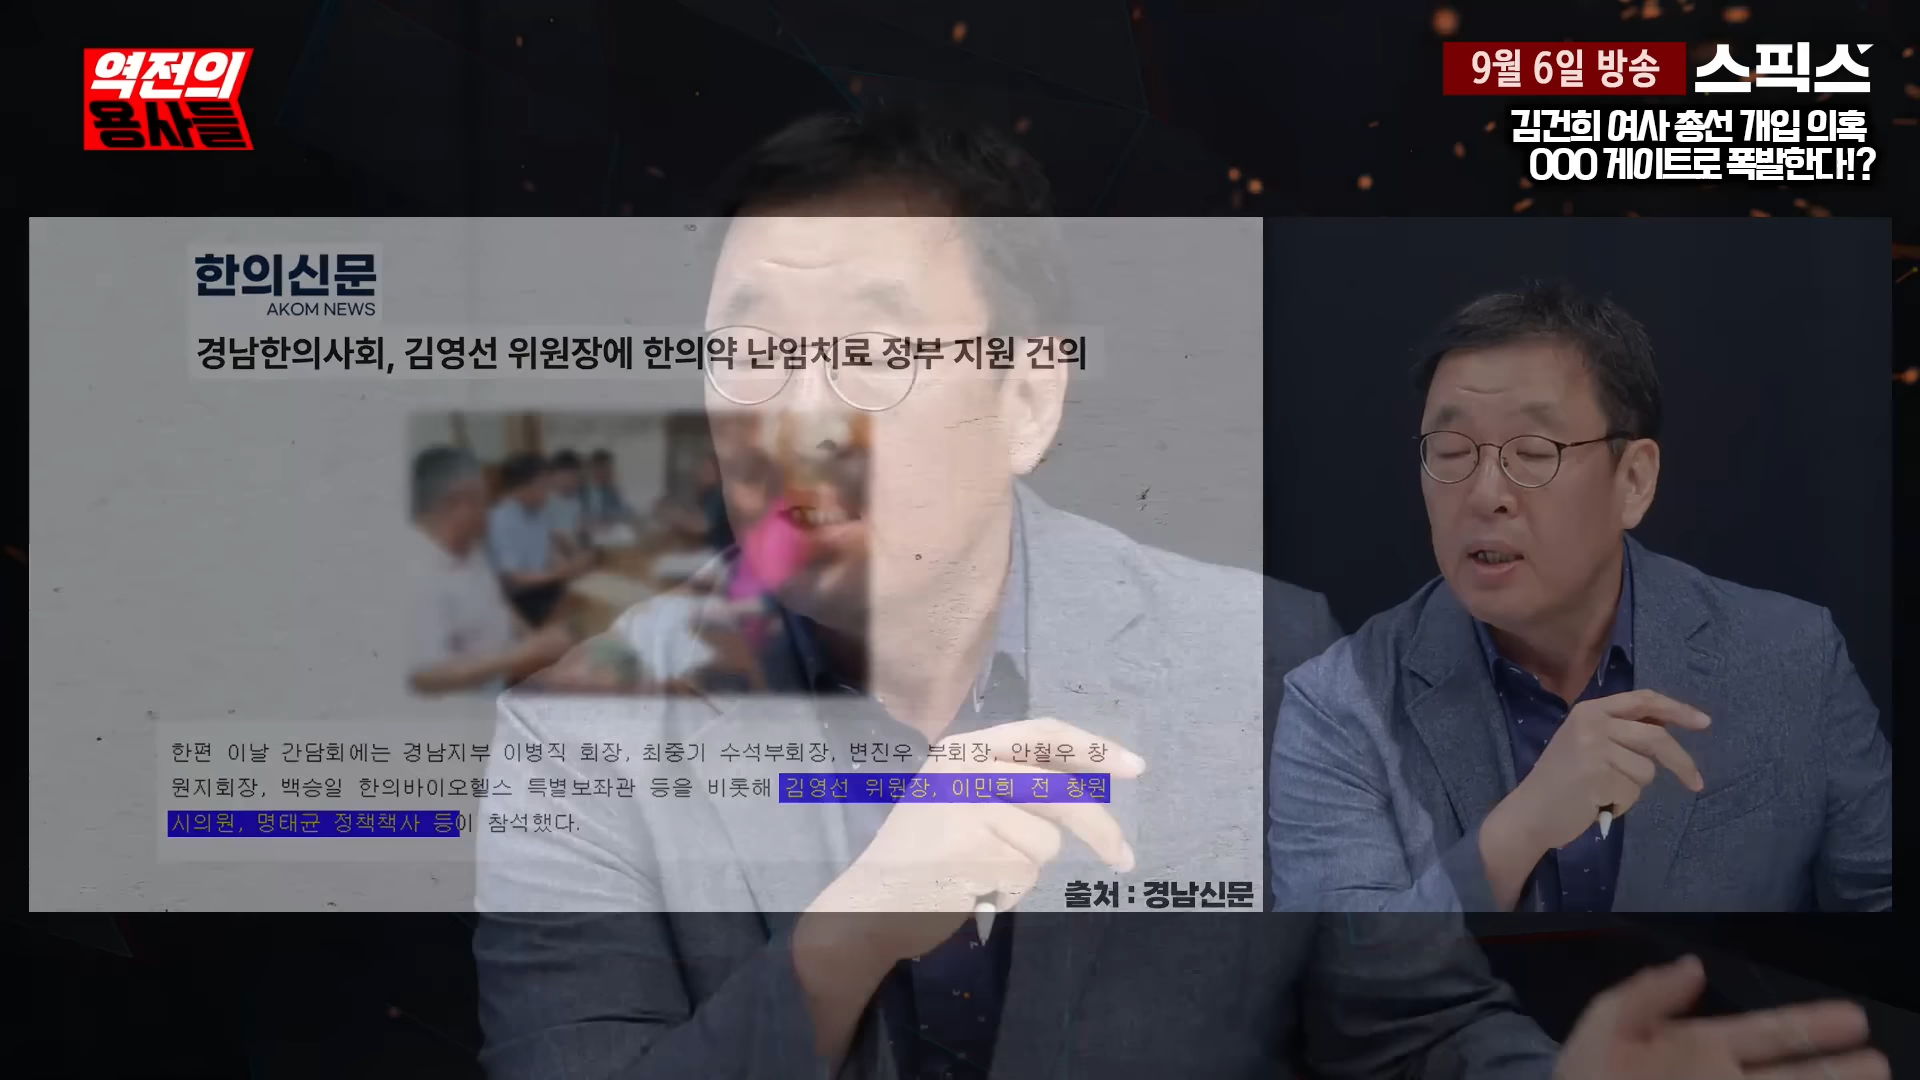 역전의
용사들
9월 6일 방송
스픽스
김건희 여사 총선 개입 의혹
OOO 게이트로 폭발한다!?
한의신문
AKOM NEWS
경남한의사회, 김영선 위원장에 한의약 난임치료 정부 지원 건의
한편 이날 간담회에는 경남지부 이병직 회장, 최중기 수석부회장, 변진우 부회장, 안철우 창
원지회장, 백승일 한의바이오헬스 특별보좌관 등을 비롯해 김영선 위원장, 이민희 전 창원
시의원, 명태균 정책책사 등이 참석했다.
출처 : 경남신문